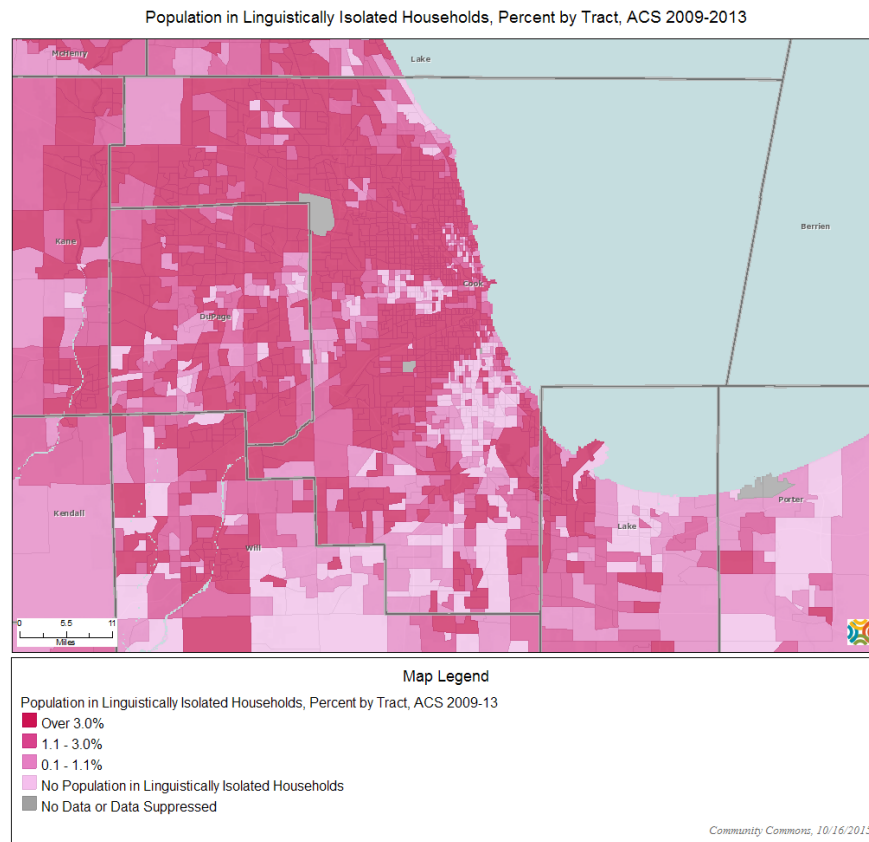 Population in Linguistically Isolated Households, Percent by Tract, ACS 2009-2013
McHenry
Lake
Berrien
Kane
Cook
DuPage
Porter
Kendall
Lake
Will
0 5.5 11
Miles
Map Legend
Population in Linguistically Isolated Households, Percent by Tract, ACS 2009-13
Over 3.0%
1.1 - 3.0%
0.1 - 1.1%
No Population in Linguistically Isolated Households
No Data or Data Suppressed
Community Commons, 10/16/2015